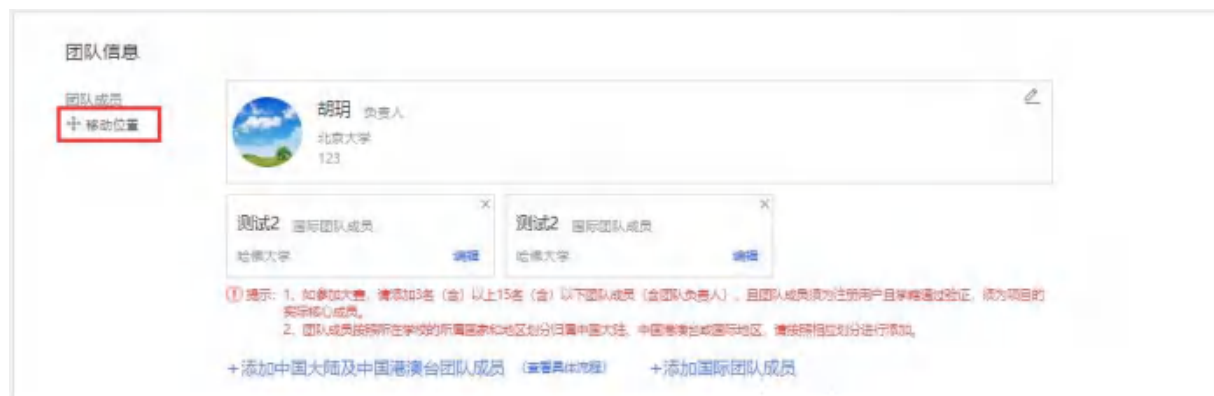 团队信息
团队成员
移动位置
胡玥 负责人
北京大学
123
测试2 国际团队成员
哈佛大学 编辑
测试2 国际团队成员
哈佛大学 编辑
提示：1、如参加大赛，请添加3名（含）以上15名（含）以下团队成员（含团队负责人），且团队成员须为注册用户且学籍通过验证，须为项目的
实际核心成员。
2、团队成员按照所在学校的所属国家和地区划分归属中国大陆、中国港澳台或国际地区，请按照相应划分进行添加。
+添加中国大陆及中国港澳台团队成员 （查看具体流程） +添加国际团队成员